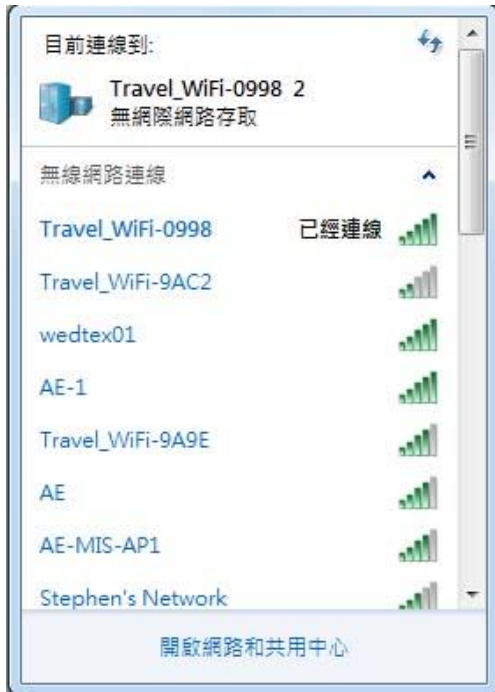 目前連線到:
Travel_WiFi-0998 2
無網際網路存取
無線網路連線
Travel_WiFi-0998 已經連線
Travel_WiFi-9AC2
wedtex01
AE-1
Travel_WiFi-9A9E
AE
AE-MIS-AP1
Stephen's Network
開啟網路和共用中心